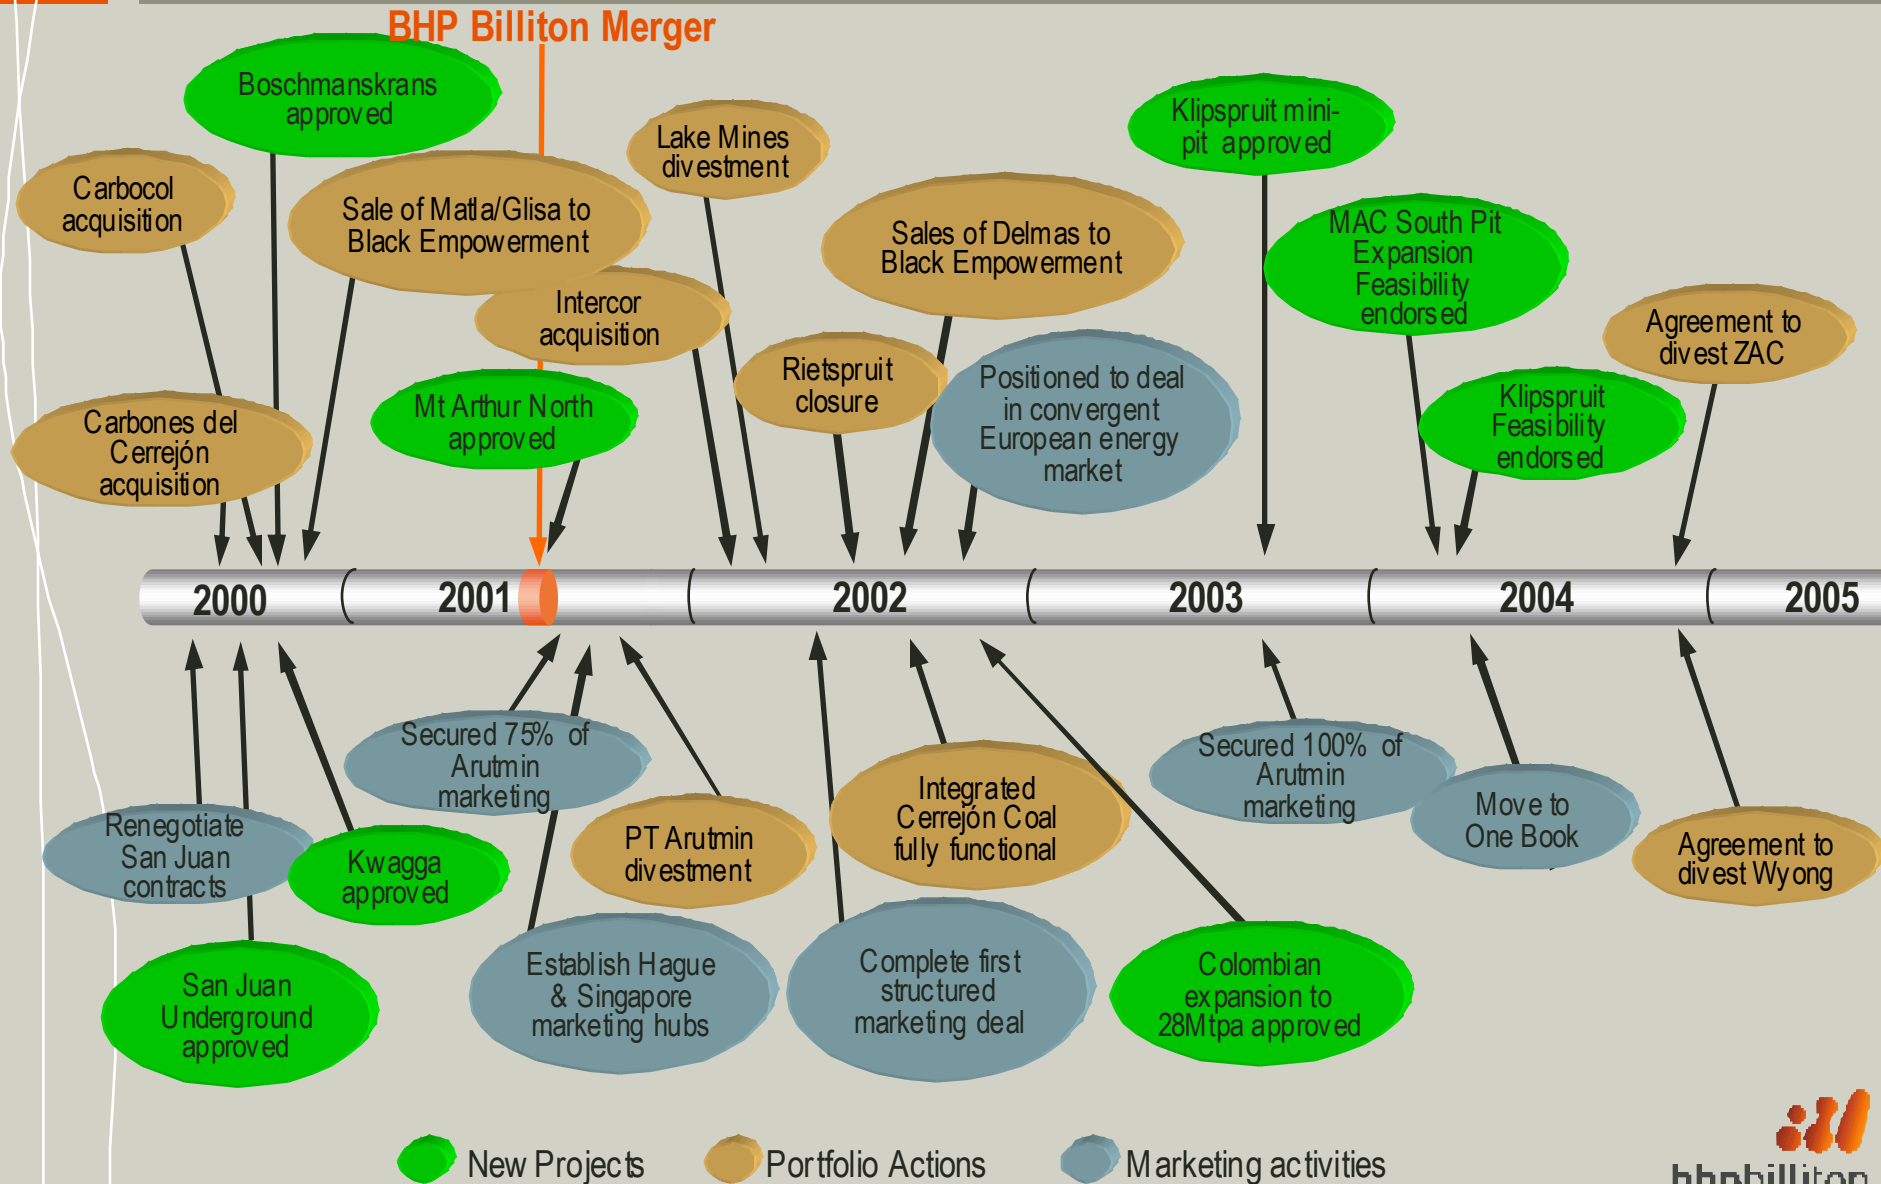 BHP Billiton Merger
Boschmanskrans
approved
Carbocol
acquisition
Sale of Matla/Glisa to
Black Empowerment
Lake Mines
divestment
Intercor
acquisition
Sales of Delmas to
Black Empowerment
Klipspruit mini-
pit approved
MAC South Pit
Expansion
Feasibility
endorsed
Agreement to
divest ZAC
Carbones del
Cerrejón
acquisition
Mt Arthur North
approved
Rietspruit
closure
Positioned to deal
in convergent
European energy
market
Klipspruit
Feasibility
endorsed
2000
2001
2002
2003
2004
2005
Renegotiate
San Juan
contracts
San Juan
Underground
approved
Kwagga
approved
Secured 75% of
Arutmin
marketing
Establish Hague
& Singapore
marketing hubs
PT Arutmin
divestment
Integrated
Cerrejón Coal
fully functional
Complete first
structured
marketing deal
Colombian
expansion to
28Mtpa approved
Secured 100% of
Arutmin
marketing
Move to
One Book
Agreement to
divest Wyong
New Projects
Portfolio Actions
Marketing activities
bhpbilliton